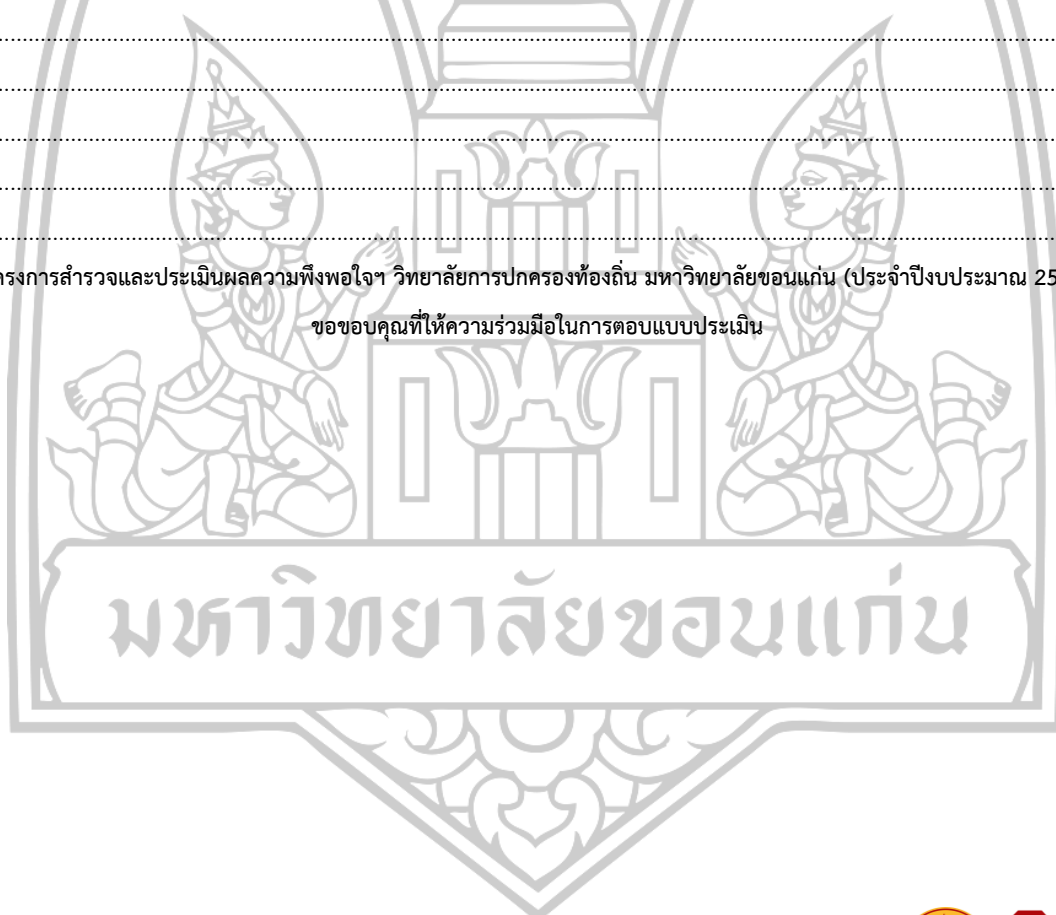 รงการสำรวจและประเมินผลความพึงพอใจฯ วิทยาลัยการปกครองท้องถิ่น มหาวิทยาลัยขอนแก่น (ประจำปีงบประมาณ 25
ขอขอบคุณที่ให้ความร่วมมือในการตอบแบบประเมิน
มหาวิทยาลัยขอนแก่น